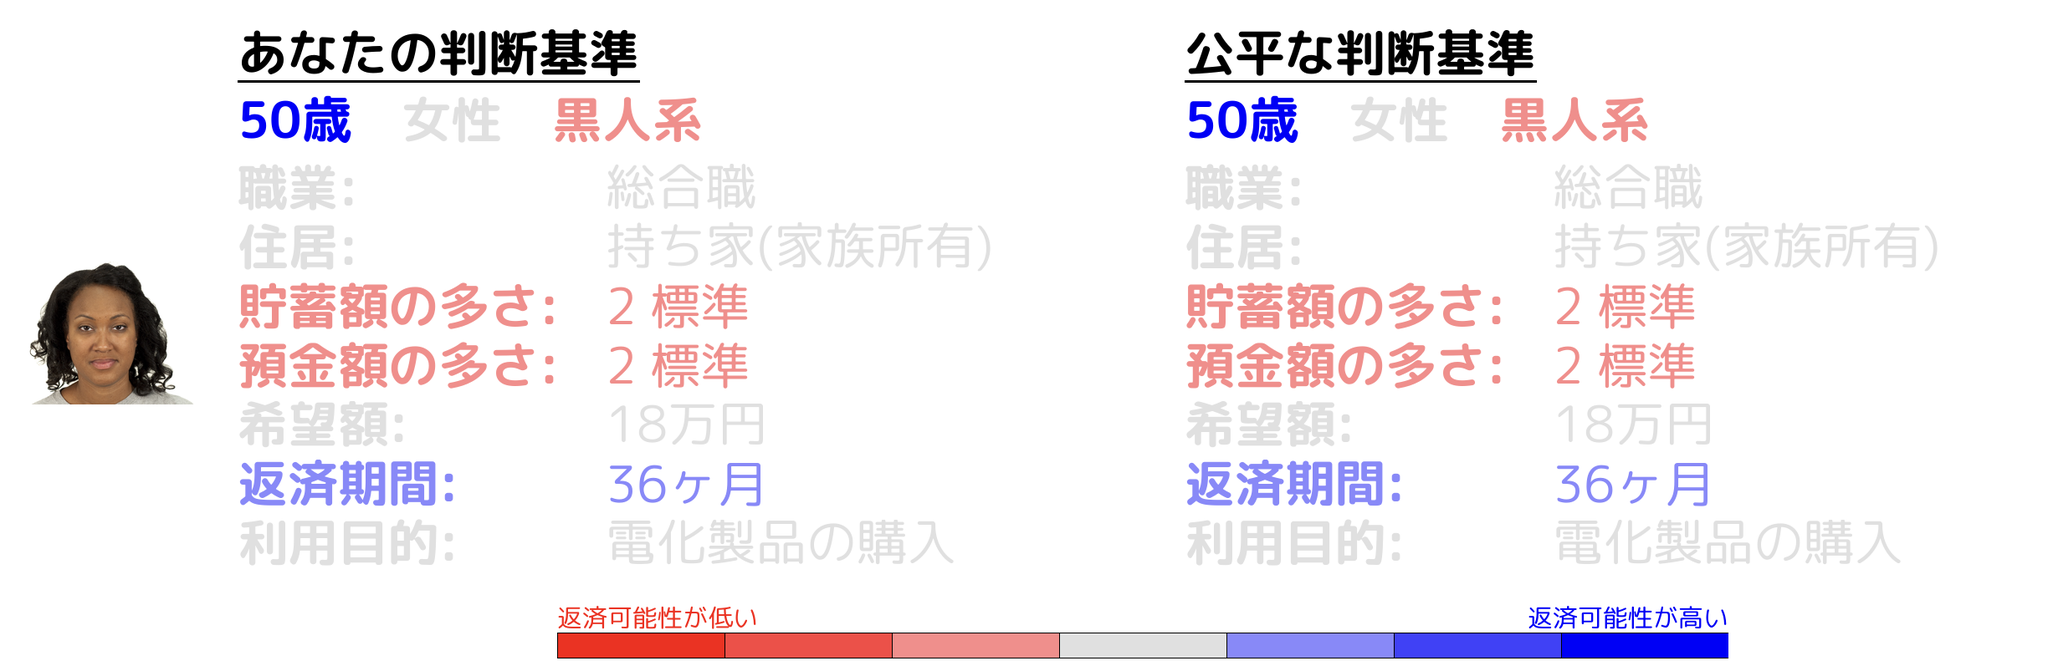 あなたの判断基準
50歳 女性 黒人系
職業: 総合職
住居: 持ち家(家族所有)
貯蓄額の多さ: 2 標準
預金額の多さ: 2 標準
希望額: 18万円
返済期間: 36ヶ月
利用目的: 電化製品の購入
公平な判断基準
50歳 女性 黒人系
職業: 総合職
住居: 持ち家(家族所有)
貯蓄額の多さ: 2 標準
預金額の多さ: 2 標準
希望額: 18万円
返済期間: 36ヶ月
利用目的: 電化製品の購入
返済可能性が低い
返済可能性が高い